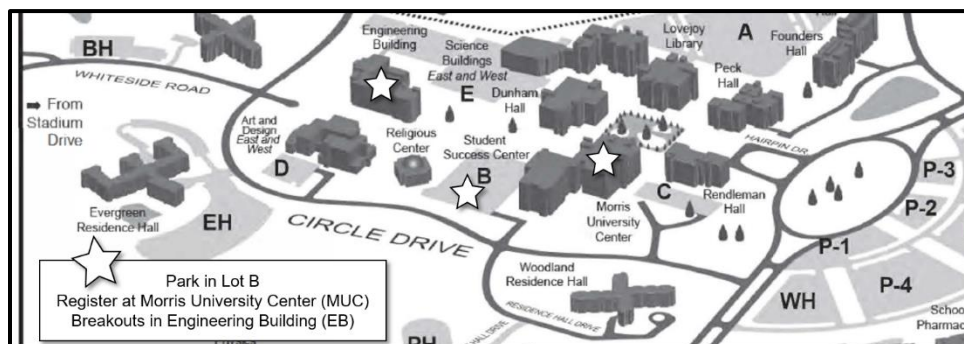 Engineering
Building
Science
Buildings
East and West
Lovejoy
Library
A
Founders
Hall
BH
WHITESIDE ROAD
Peck
Hall
E
Dunham
Hall
➡ From
Stadium
Drive
Art and
Design
East and
West
Religious
Center
Student
Success Center
HAIRPIN DR.
D
B
C
P-3
Rendleman
Hall
P-2
Evergreen
Residence Hall
EH
CIRCLE DRIVE
Morris
University
Center
P-1
P-4
WH
Woodland
Residence Hall
RESIDENCE HALL DRIVE
Park in Lot B
Register at Morris University Center (MUC)
Breakouts in Engineering Building (EB)